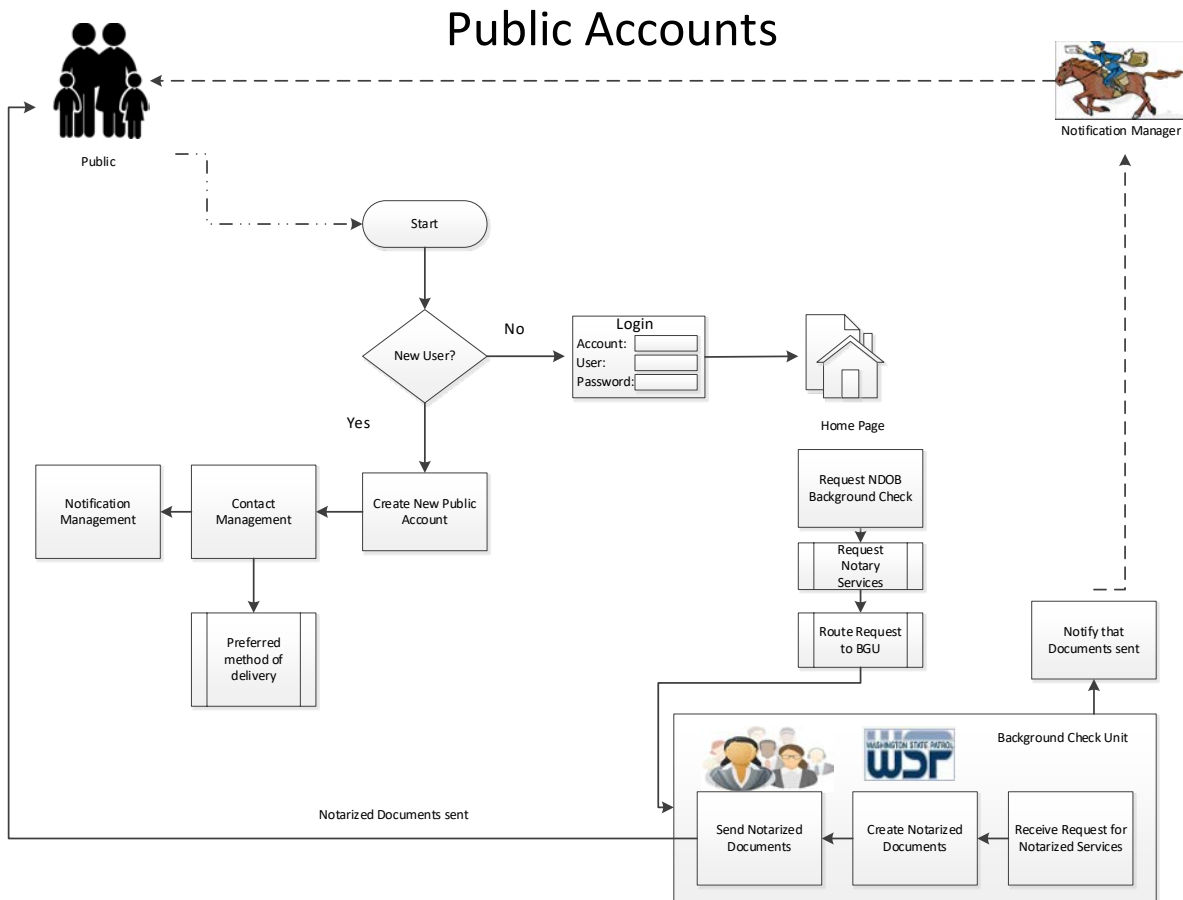 Public Accounts
Public
Notification Manager
Start
New User?
No
Yes
Login
Account:
User:
Password:
Home Page
Request NDOB
Background Check
Request
Notary
Services
Route Request
to BGU
Notification
Management
Contact
Management
Create New Public
Account
Preferred
method of
delivery
Notify that
Documents sent
Background Check Unit
WASHINGTON STATE PATROL
WSP
Notarized Documents sent
Send Notarized
Documents
Create Notarized
Documents
Receive Request for
Notarized Services